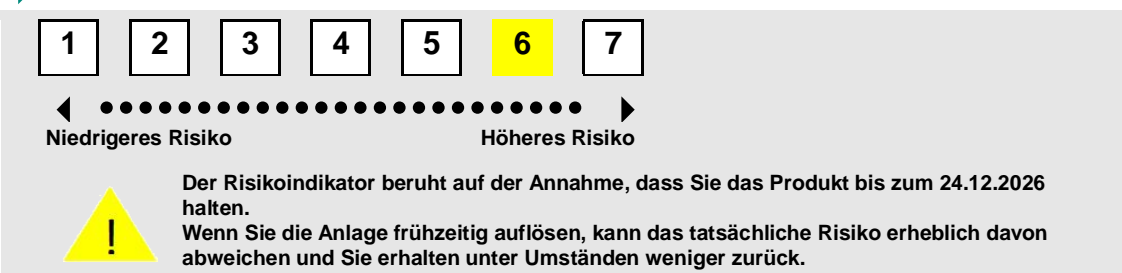 1 2 3 4 5 6 7
Niedrigeres Risiko Höheres Risiko
! Der Risikoindikator beruht auf der Annahme, dass Sie das Produkt bis zum 24.12.2026
halten.
Wenn Sie die Anlage frühzeitig auflösen, kann das tatsächliche Risiko erheblich davon
abweichen und Sie erhalten unter Umständen weniger zurück.